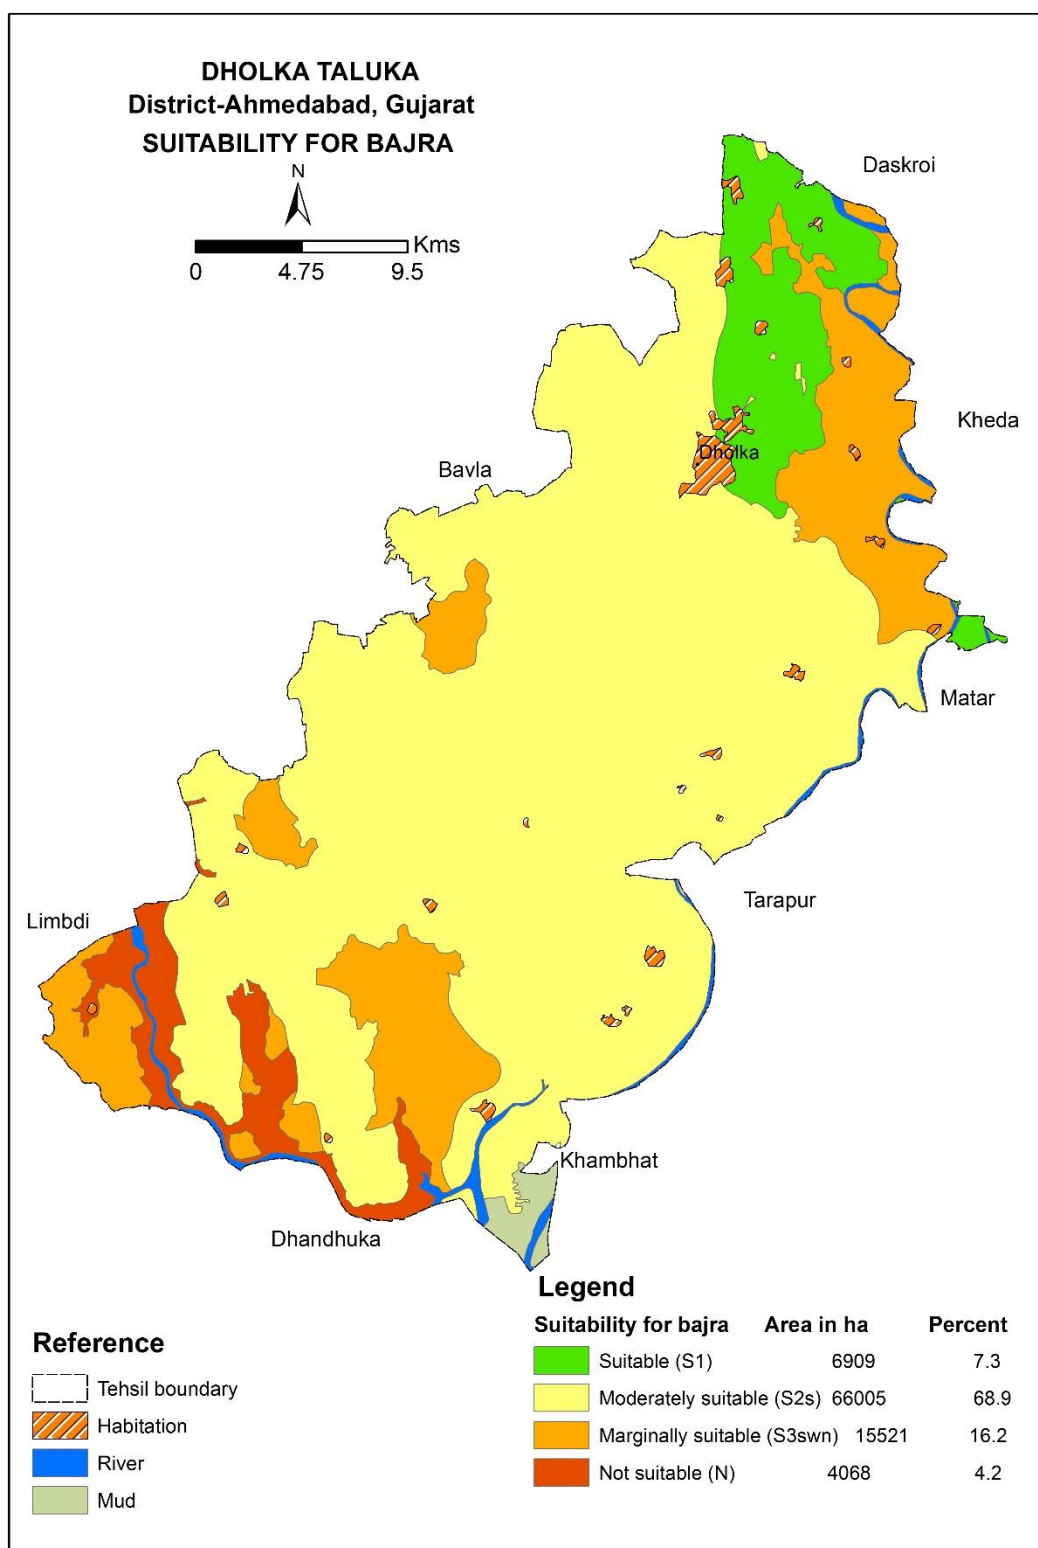 DHOLKA TALUKA
District-Ahmedabad, Gujarat
SUITABILITY FOR BAJRA
N
Kms
0 4.75 9.5
Daskroi
Kheda
Dholka
Bavla
Matar
Tarapur
Limbdi
Khambhat
Dhandhuka
Legend
Suitability for bajra Area in ha Percent
Suitable (S1) 6909 7.3
Moderately suitable (S2s) 66005 68.9
Marginally suitable (S3swn) 15521 16.2
Not suitable (N) 4068 4.2
Reference
Tehsil boundary
Habitation
River
Mud